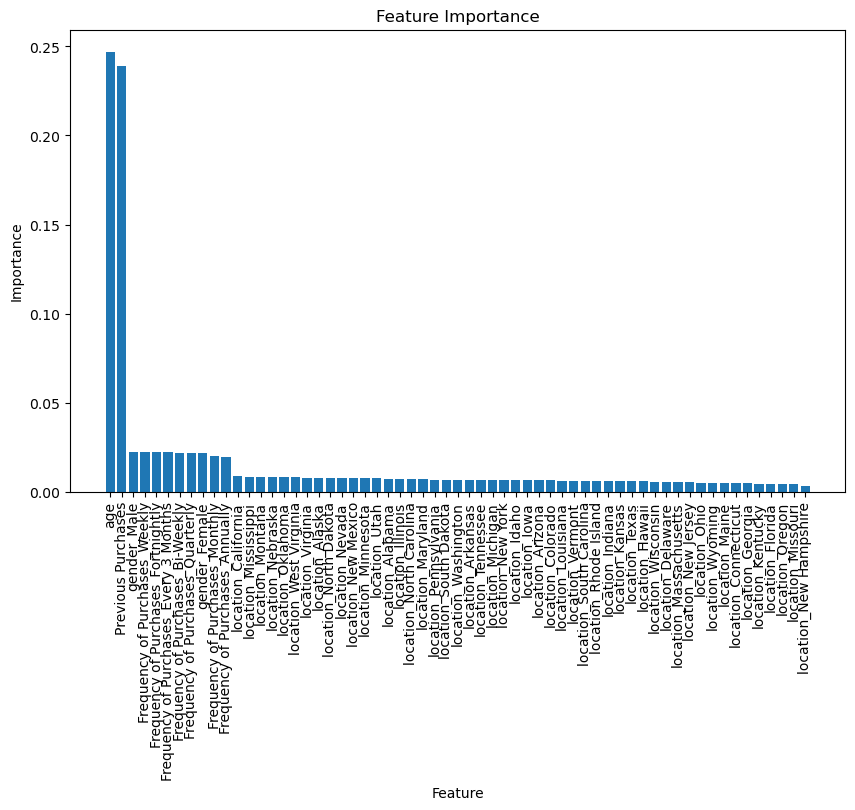 Feature Importance
Importance
0.25
0.20
0.15
0.10
0.05
0.00
age
Previous Purchases
gender_Male
Frequency of Purchases_Weekly
Frequency of Purchases_Fortnightly
Frequency of Purchases_Every 3 Months
Frequency of Purchases_Bi-Weekly
Frequency of Purchases_Quarterly
gender_Female
Frequency of Purchases_Monthly
Frequency of Purchases_Annually
location_California
location_Mississippi
location_Montana
location_Nebraska
location_Oklahoma
location_West Virginia
location_Virginia
location_Alaska
location_North Dakota
location_Nevada
location_New Mexico
location_Minnesota
location_Utah
location_Alabama
location_Illinois
location_North Carolina
location_Maryland
location_Pennsylvania
location_South Dakota
location_Washington
location_Arkansas
location_Tennessee
location_Michigan
location_New York
location_Idaho
location_Iowa
location_Arizona
location_Colorado
location_Louisiana
location_Vermont
location_South Carolina
location_Rhode Island
location_Indiana
location_Kansas
location_Texas
location_Hawaii
location_Wisconsin
location_Delaware
location_Massachusetts
location_New Jersey
location_Ohio
location_Wyoming
location_Maine
location_Connecticut
location_Georgia
location_Kentucky
location_Florida
location_Oregon
location_Missouri
location_New Hampshire
Feature